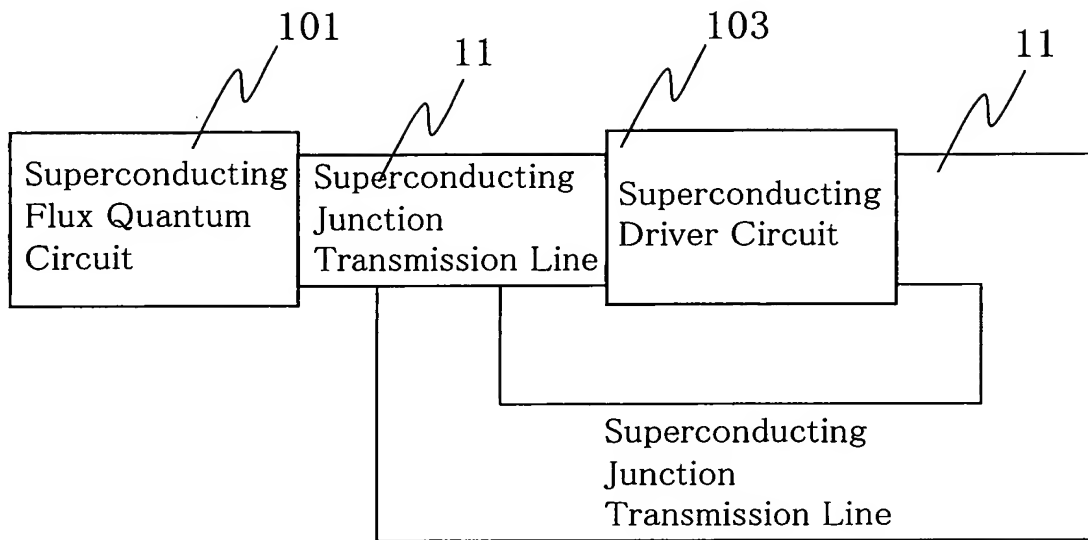 101
11
103
11
Superconducting
Flux Quantum
Circuit
Superconducting
Junction
Transmission Line
Superconducting
Driver Circuit
Superconducting
Junction
Transmission Line